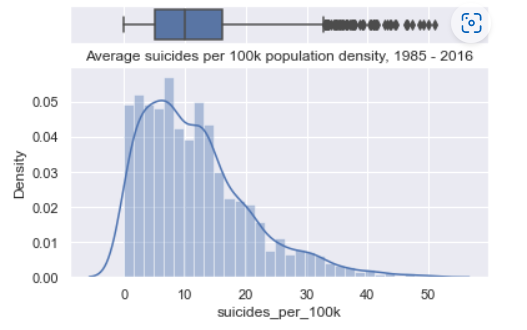 Average suicides per 100k population density, 1985 - 2016
0.05
0.04
0.03
0.02
0.01
0.00
Density
0 10 20 30 40 50
suicides_per_100k